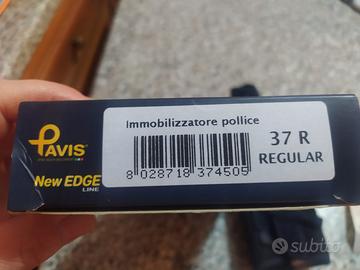 PAVIS
New EDGE
LINE
Immobilizzatore pollice
37 R
REGULAR
8 028718 374505
subito